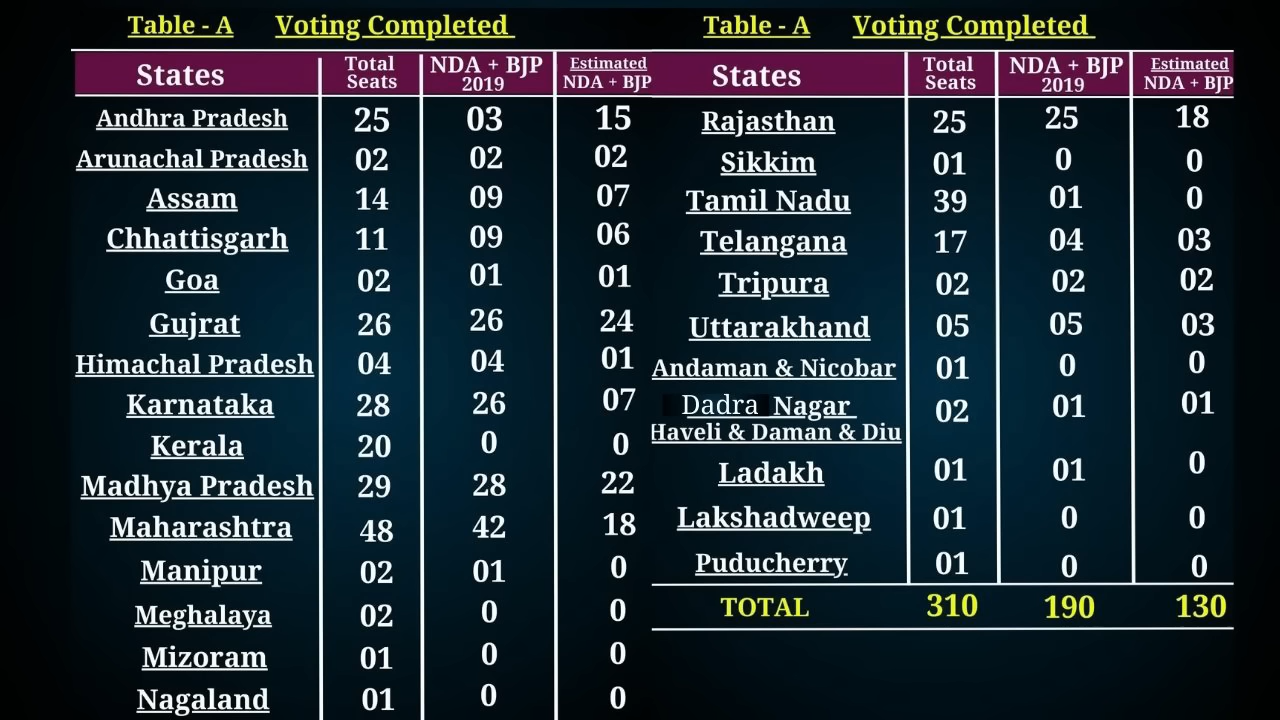 Table - A Voting Completed
States Total Seats NDA + BJP 2019 Estimated NDA + BJP
Andhra Pradesh 25 03 15
Arunachal Pradesh 02 02 02
Assam 14 09 07
Chhattisgarh 11 09 06
Goa 02 01 01
Gujrat 26 26 24
Himachal Pradesh 04 04 01
Karnataka 28 26 07
Kerala 20 0 0
Madhya Pradesh 29 28 22
Maharashtra 48 42 18
Manipur 02 01 0
Meghalaya 02 0 0
Mizoram 01 0 0
Nagaland 01 0 0
Table - A Voting Completed
States Total Seats NDA + BJP 2019 Estimated NDA + BJP
Rajasthan 25 25 18
Sikkim 01 0 0
Tamil Nadu 39 01 0
Telangana 17 04 03
Tripura 02 02 02
Uttarakhand 05 05 03
Andaman & Nicobar 01 0 0
Dadra Nagar 02 01 01
Haveli & Daman & Diu
Ladakh 01 01 0
Lakshadweep 01 0 0
Puducherry 01 0 0
TOTAL 310 190 130